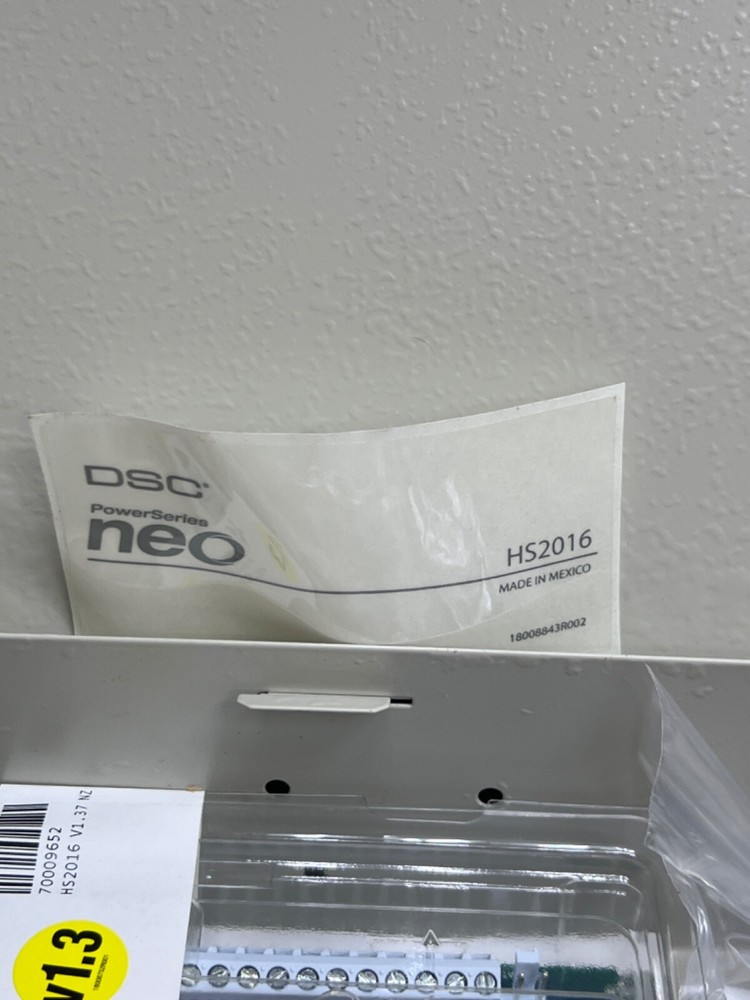 DSC
PowerSeries
neo
HS2016
MADE IN MEXICO
18008843R002
70009652
HS2016 V1.37 NZ
v1.3